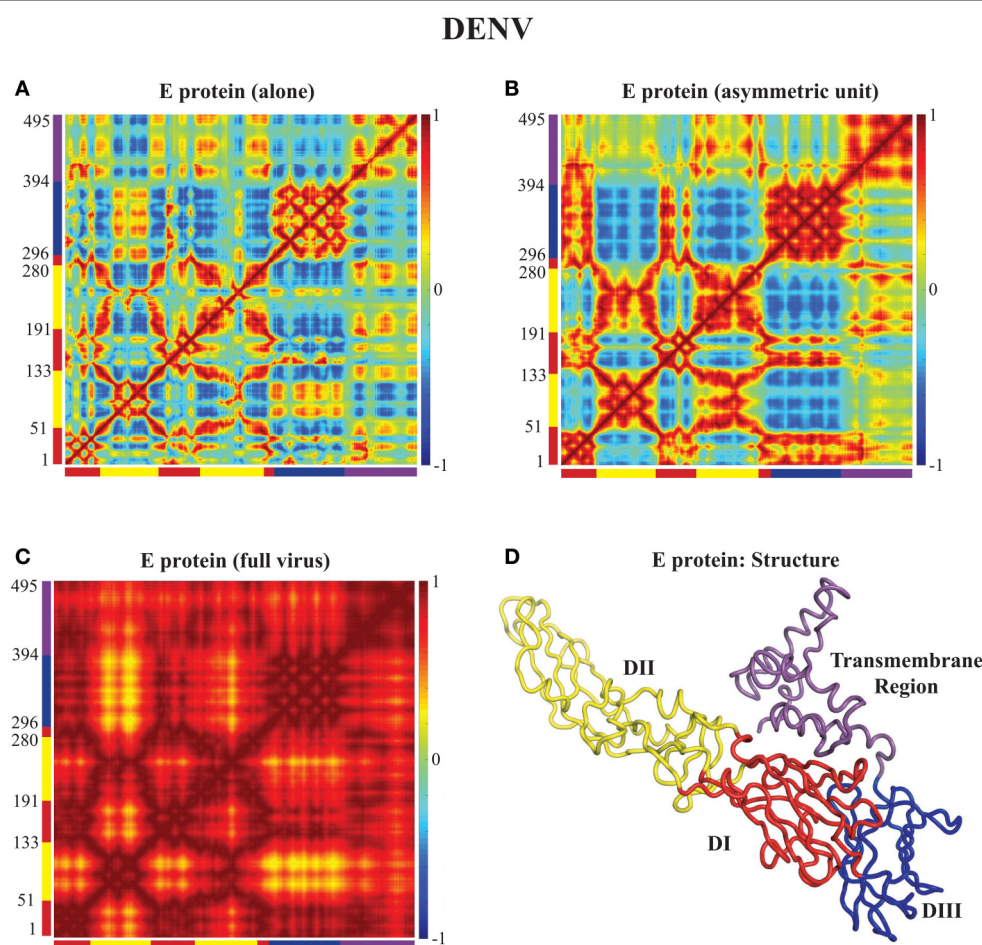 DENV
A
E protein (alone)
495
394
296
280
191
133
51
1
1
0
-1
B
E protein (asymmetric unit)
495
394
296
280
191
133
51
1
1
0
-1
C
E protein (full virus)
495
394
296
280
191
133
51
1
1
0
-1
D
E protein: Structure
DII
Transmembrane
Region
DI
DIII